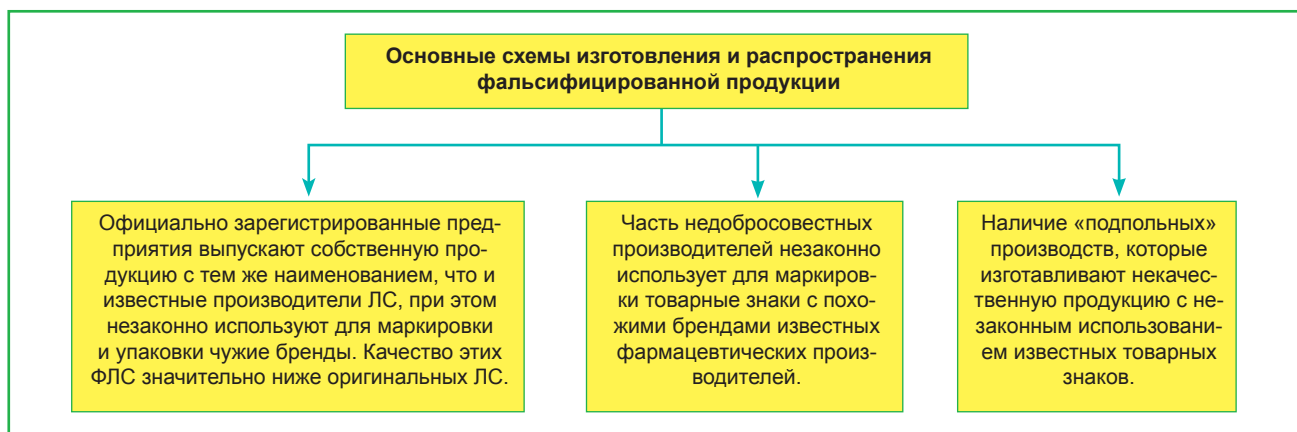 Основные схемы изготовления и распространения
фальсифицированной продукции
Официально зарегистрированные пред-
приятия выпускают собственную про-
дукцию с тем же наименованием, что и
известные производители ЛС, при этом
незаконно используют для маркировки
и упаковки чужие бренды. Качество этих
ФЛС значительно ниже оригинальных ЛС.
Часть недобросовестных
производителей незаконно
использует для маркиров-
ки товарные знаки с похо-
жими брендами известных
фармацевтических произ-
водителей.
Наличие «подпольных»
производств, которые
изготавливают некачес-
твенную продукцию с не-
законным использовани-
ем известных товарных
знаков.